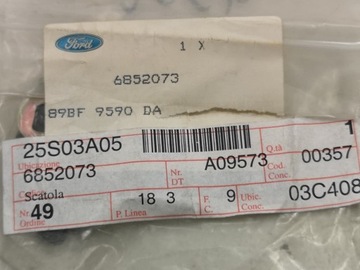 Ford
1 X
6852073
89BF 9590 DA
25S03A05
Ubicazione
6852073
Nr. DT
A09573
Q.tà
1
Cod. Conc.
00357
Scatola
Nr. Ordine
49
P. Linea
18 3
F. C.
9
Ubic. Conc.
03C408